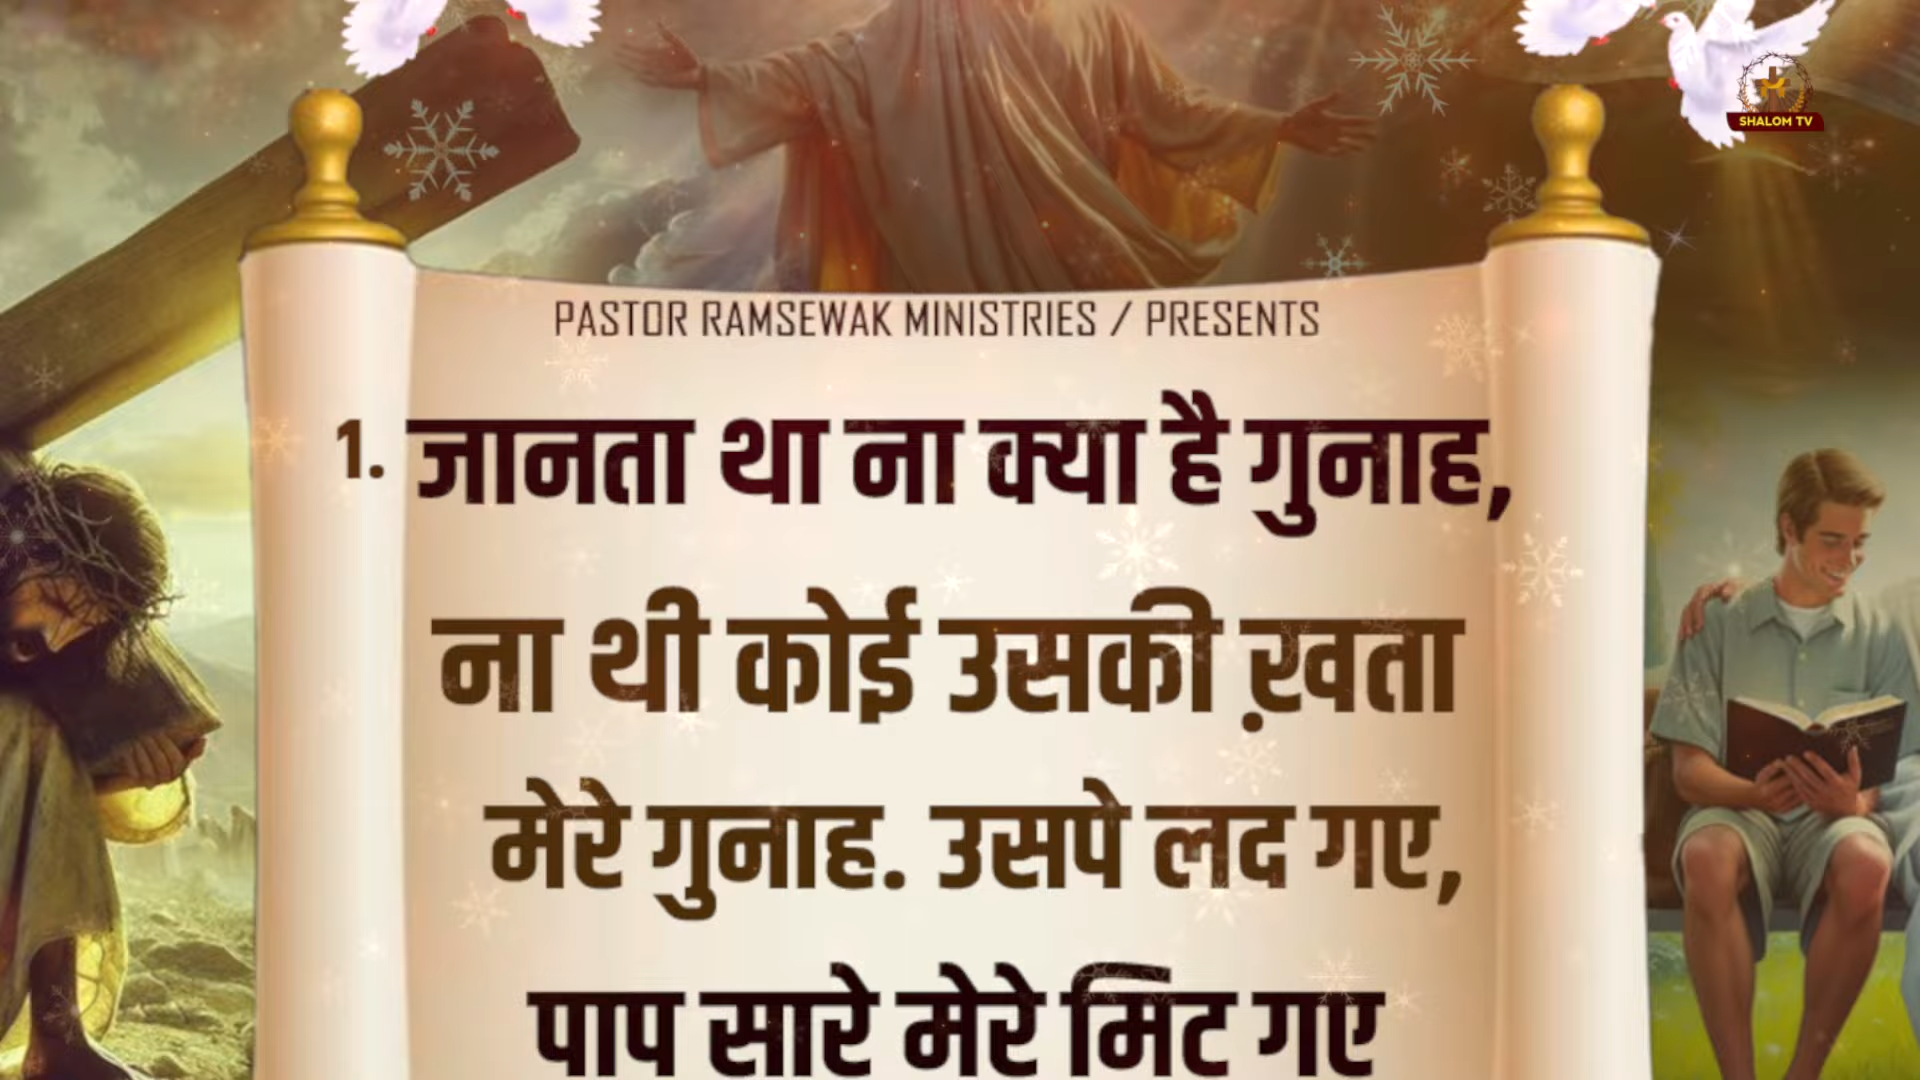 SHALOM TV
PASTOR RAMSEWAK MINISTRIES / PRESENTS
1. जानता था ना क्या है गुनाह,
ना थी कोई उसकी ख़ता
मेरे गुनाह. उसपे लद गए,
पाप सारे मेरे मिट गए